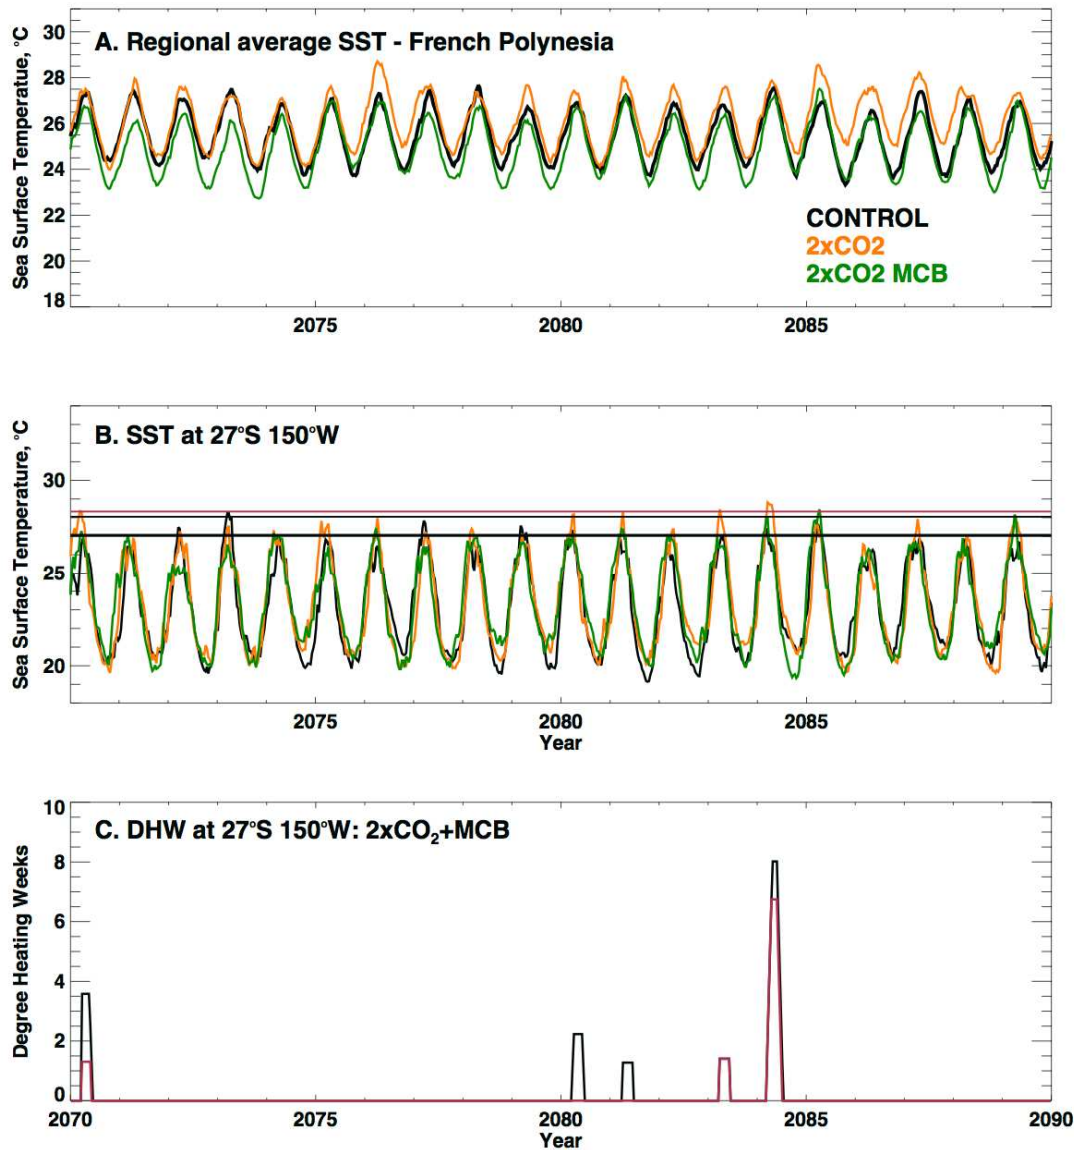 A. Regional average SST - French Polynesia
Sea Surface Temperatue, °C
30
28
26
24
22
20
18
CONTROL
2xCO2
2xCO2 MCB
2075
2080
2085
B. SST at 27°S 150°W
Sea Surface Temperature, °C
30
25
20
2075
2080
2085
Year
C. DHW at 27°S 150°W: 2xCO₂+MCB
Degree Heating Weeks
10
8
6
4
2
0
2070
2075
2080
2085
2090
Year